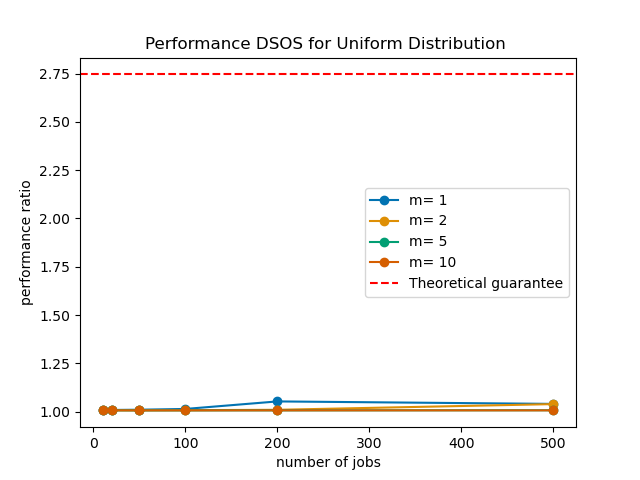 Performance DSOS for Uniform Distribution
performance ratio
2.75
2.50
2.25
2.00
1.75
1.50
1.25
1.00
m= 1
m= 2
m= 5
m= 10
Theoretical guarantee
0 100 200 300 400 500
number of jobs